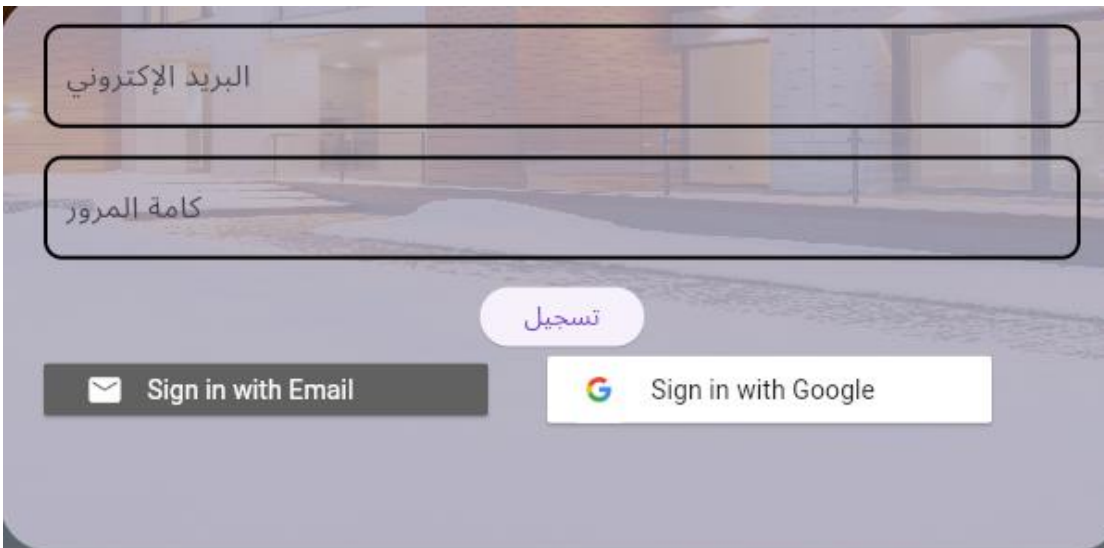 البريد الإكتروني
كامة المرور
تسجيل
Sign in with Email
Sign in with Google